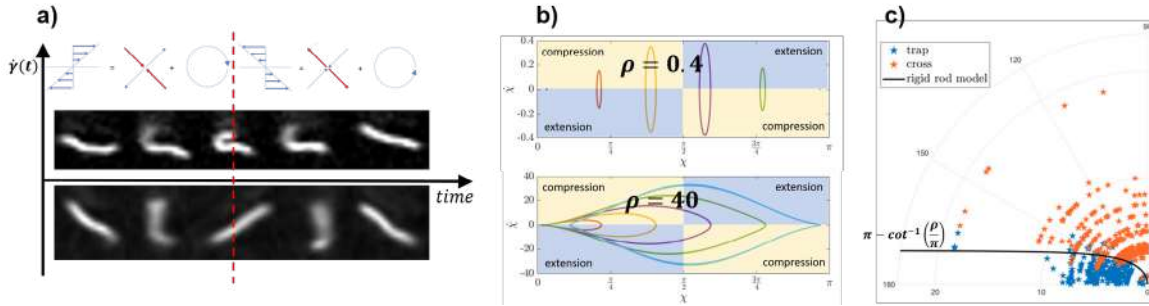 a)
γ̇(t)
= +
= +
time
b)
compression
extension
ρ = 0.4
extension
compression
ẋ
0.4
0.2
0
-0.2
-0.4
0
π/4
π/2
3π/4
π
χ
compression
extension
ρ = 40
extension
compression
ẋ
40
20
0
-20
-40
0
π/4
π/2
3π/4
π
χ
c)
trap
cross
rigid rod model
120
150
180
10
0
π − cot⁻¹(ρ/π)